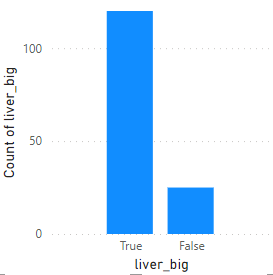 Count of liver_big
100
50
0
True False
liver_big